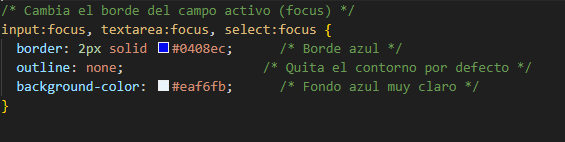 /* Cambia el borde del campo activo (focus) */
input:focus, textarea:focus, select:focus {
  border: 2px solid #0408ec;      /* Borde azul */
  outline: none;                  /* Quita el contorno por defecto */
  background-color: #eaf6fb;      /* Fondo azul muy claro */
}